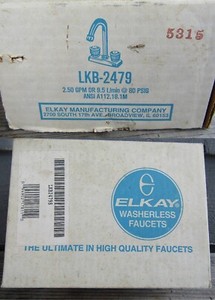 5315
LKB-2479
2.50 GPM OR 9.5 L/min @ 80 PSIG
ANSI A112.18.1M
ELKAY MANUFACTURING COMPANY
2700 SOUTH 17th AVE. BROADVIEW, IL 60153
ELKAY
WASHERLESS
FAUCETS
THE ULTIMATE IN HIGH QUALITY FAUCETS